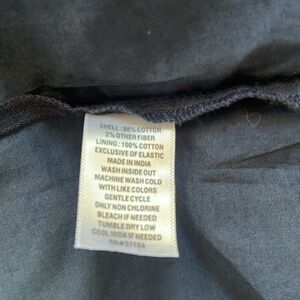 SHELL : 98% COTTON
2% OTHER FIBER
LINING : 100% COTTON
EXCLUSIVE OF ELASTIC
MADE IN INDIA
WASH INSIDE OUT
MACHINE WASH COLD
WITH LIKE COLORS
GENTLE CYCLE
ONLY NON CHLORINE
BLEACH IF NEEDED
TUMBLE DRY LOW
COOL IRON IF NEEDED